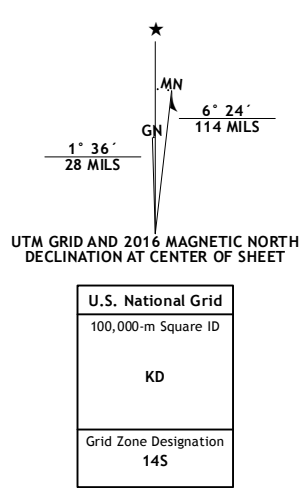 ★
MN
6° 24´
114 MILS
GN
1° 36´
28 MILS
UTM GRID AND 2016 MAGNETIC NORTH
DECLINATION AT CENTER OF SHEET
U.S. National Grid
100,000-m Square ID
KD
Grid Zone Designation
14S